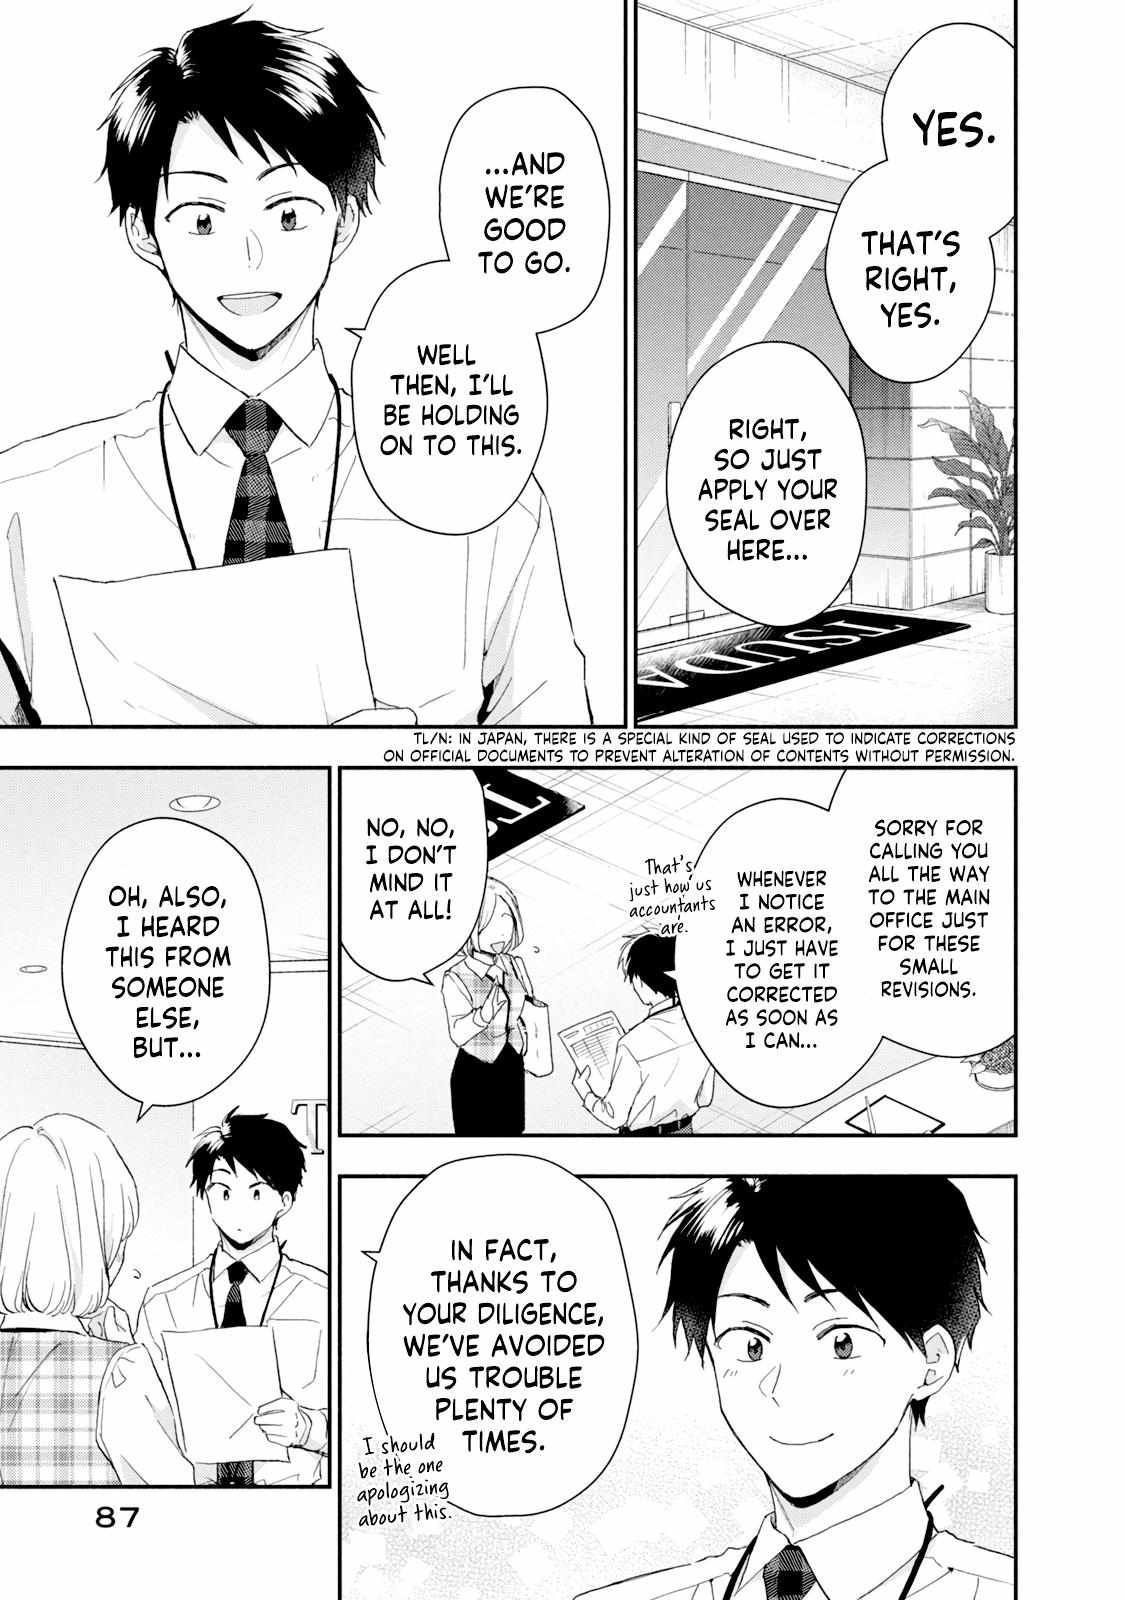 YES.
THAT'S
RIGHT,
YES.
RIGHT,
SO JUST
APPLY YOUR
SEAL OVER
HERE...
TSUDA
...AND
WE'RE
GOOD
TO GO.
WELL
THEN, I'LL
BE HOLDING
ON TO THIS.
TL/N: IN JAPAN, THERE IS A SPECIAL KIND OF SEAL USED TO INDICATE CORRECTIONS
ON OFFICIAL DOCUMENTS TO PREVENT ALTERATION OF CONTENTS WITHOUT PERMISSION.
SORRY FOR
CALLING YOU
ALL THE WAY
TO THE MAIN
OFFICE JUST
FOR THESE
SMALL
REVISIONS.
WHENEVER
I NOTICE
AN ERROR,
I JUST HAVE
TO GET IT
CORRECTED
AS SOON AS
I CAN...
That's
just how us
accountants
are.
TS
NO, NO,
I DON'T
MIND IT
AT ALL!
OH, ALSO,
I HEARD
THIS FROM
SOMEONE
ELSE,
BUT...
T
IN FACT,
THANKS TO
YOUR DILIGENCE,
WE'VE AVOIDED
US TROUBLE
PLENTY OF
TIMES.
I should
be the one
apologizing
about this.
87